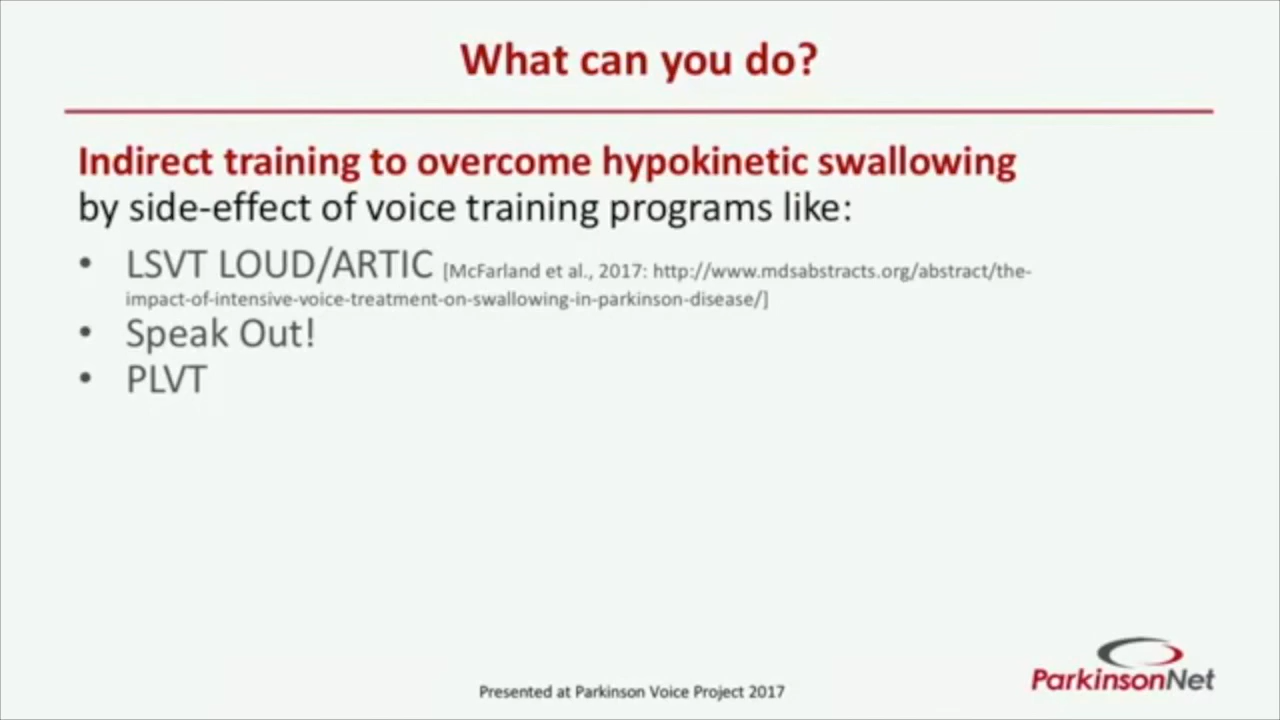 What can you do?
Indirect training to overcome hypokinetic swallowing
by side-effect of voice training programs like:
• LSVT LOUD/ARTIC [McFarland et al., 2017: http://www.mdsabstracts.org/abstract/the-
impact-of-intensive-voice-treatment-on-swallowing-in-parkinson-disease/]
• Speak Out!
• PLVT
ParkinsonNet
Presented at Parkinson Voice Project 2017